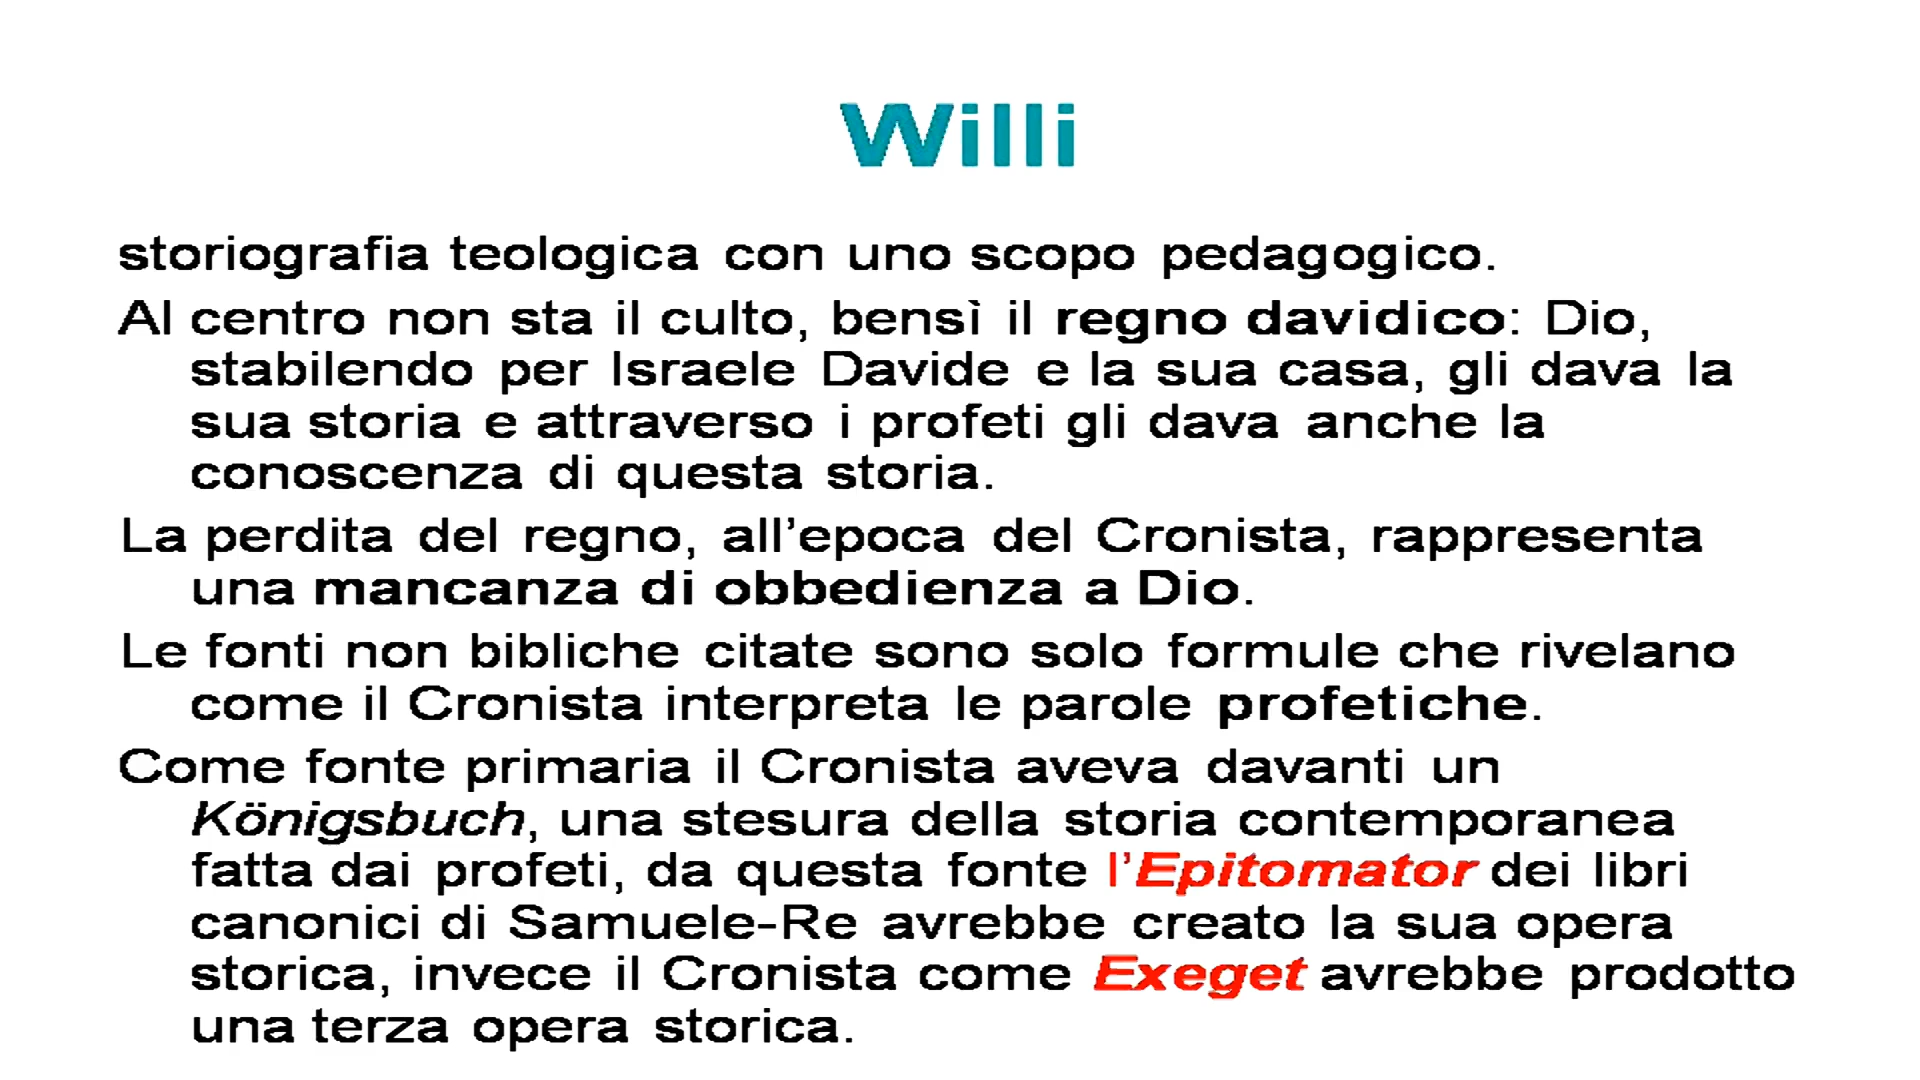 Willi
storiografia teologica con uno scopo pedagogico.
Al centro non sta il culto, bensì il regno davidico: Dio,
stabilendo per Israele Davide e la sua casa, gli dava la
sua storia e attraverso i profeti gli dava anche la
conoscenza di questa storia.
La perdita del regno, all’epoca del Cronista, rappresenta
una mancanza di obbedienza a Dio.
Le fonti non bibliche citate sono solo formule che rivelano
come il Cronista interpreta le parole profetiche.
Come fonte primaria il Cronista aveva davanti un
Königsbuch, una stesura della storia contemporanea
fatta dai profeti, da questa fonte l’Epitomator dei libri
canonici di Samuele-Re avrebbe creato la sua opera
storica, invece il Cronista come Exeget avrebbe prodotto
una terza opera storica.